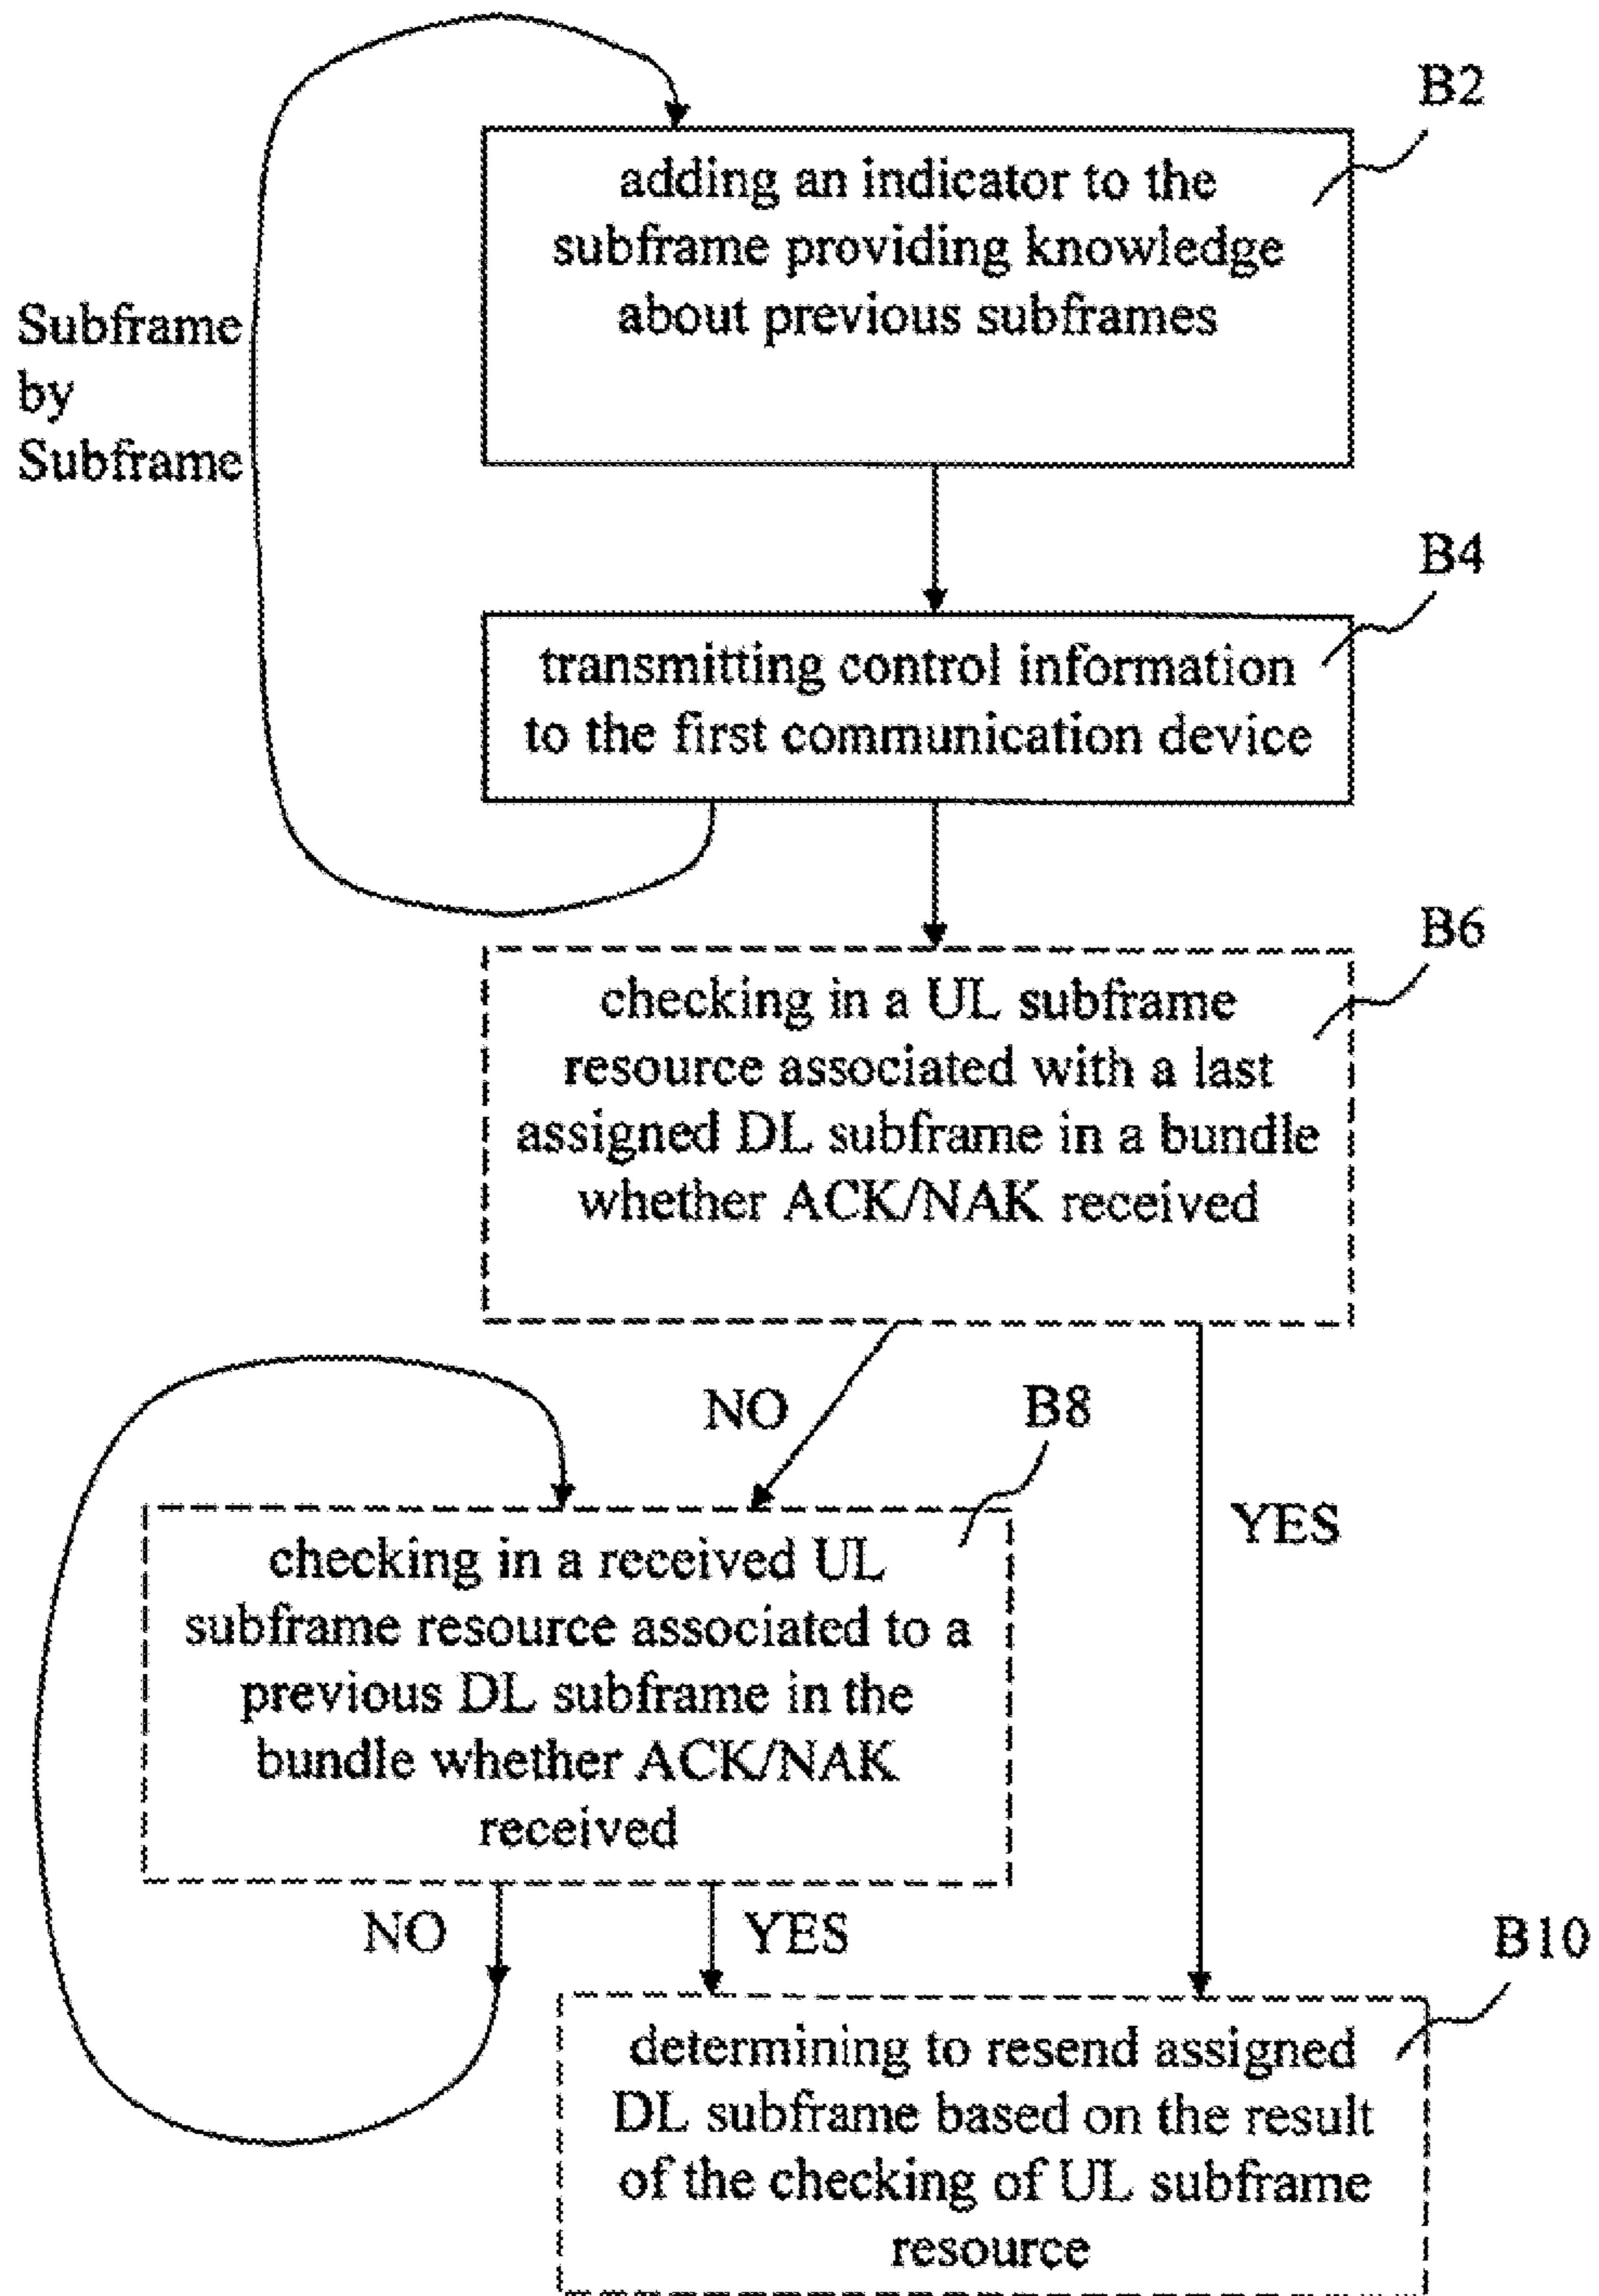 B2
adding an indicator to the
subframe providing knowledge
about previous subframes
Subframe
by
Subframe
B4
transmitting control information
to the first communication device
B6
checking in a UL subframe
resource associated with a last
assigned DL subframe in a bundle
whether ACK/NAK received
NO
B8
YES
checking in a received UL
subframe resource associated to a
previous DL subframe in the
bundle whether ACK/NAK
received
NO
YES
B10
determining to resend assigned
DL subframe based on the result
of the checking of UL subframe
resource